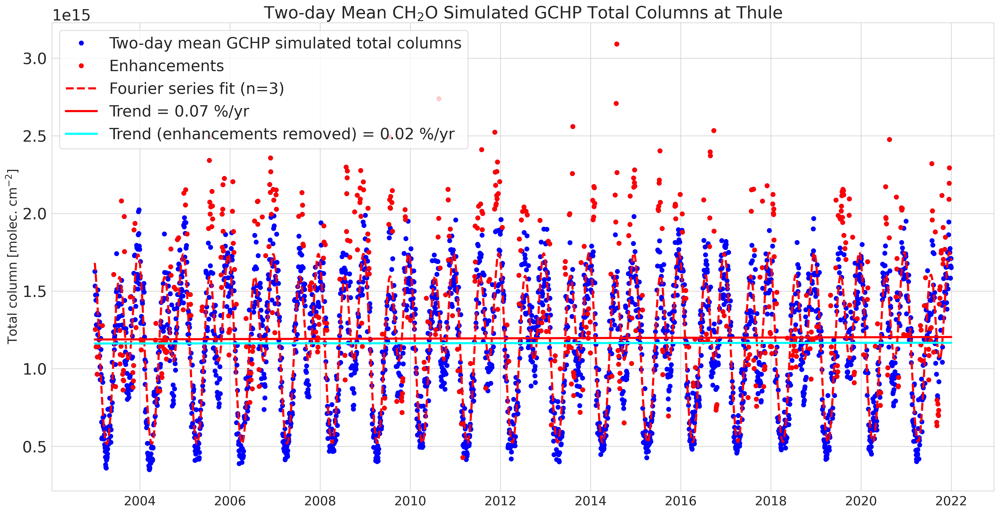 Two-day Mean CH₂O Simulated GCHP Total Columns at Thule
1e15
Two-day mean GCHP simulated total columns
Enhancements
Fourier series fit (n=3)
Trend = 0.07 %/yr
Trend (enhancements removed) = 0.02 %/yr
Total column [molec. cm⁻²]
3.0
2.5
2.0
1.5
1.0
0.5
2004 2006 2008 2010 2012 2014 2016 2018 2020 2022